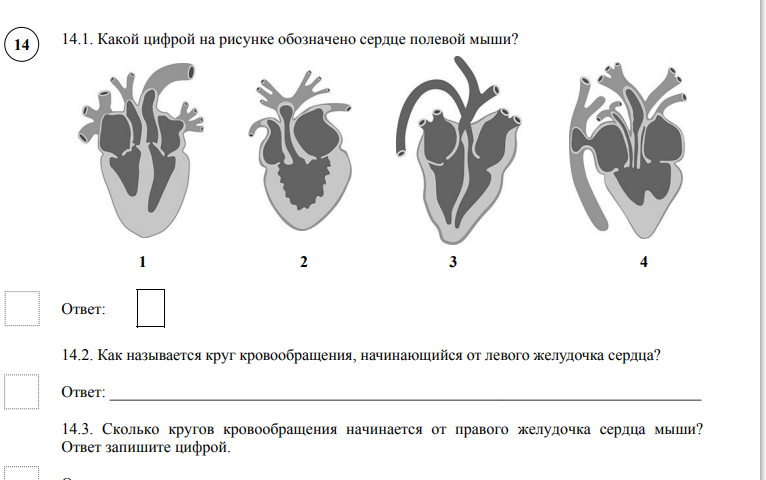 14
14.1. Какой цифрой на рисунке обозначено сердце полевой мыши?
1 2 3 4
Ответ:
14.2. Как называется круг кровообращения, начинающийся от левого желудочка сердца?
Ответ:
14.3. Сколько кругов кровообращения начинается от правого желудочка сердца мыши?
Ответ запишите цифрой.